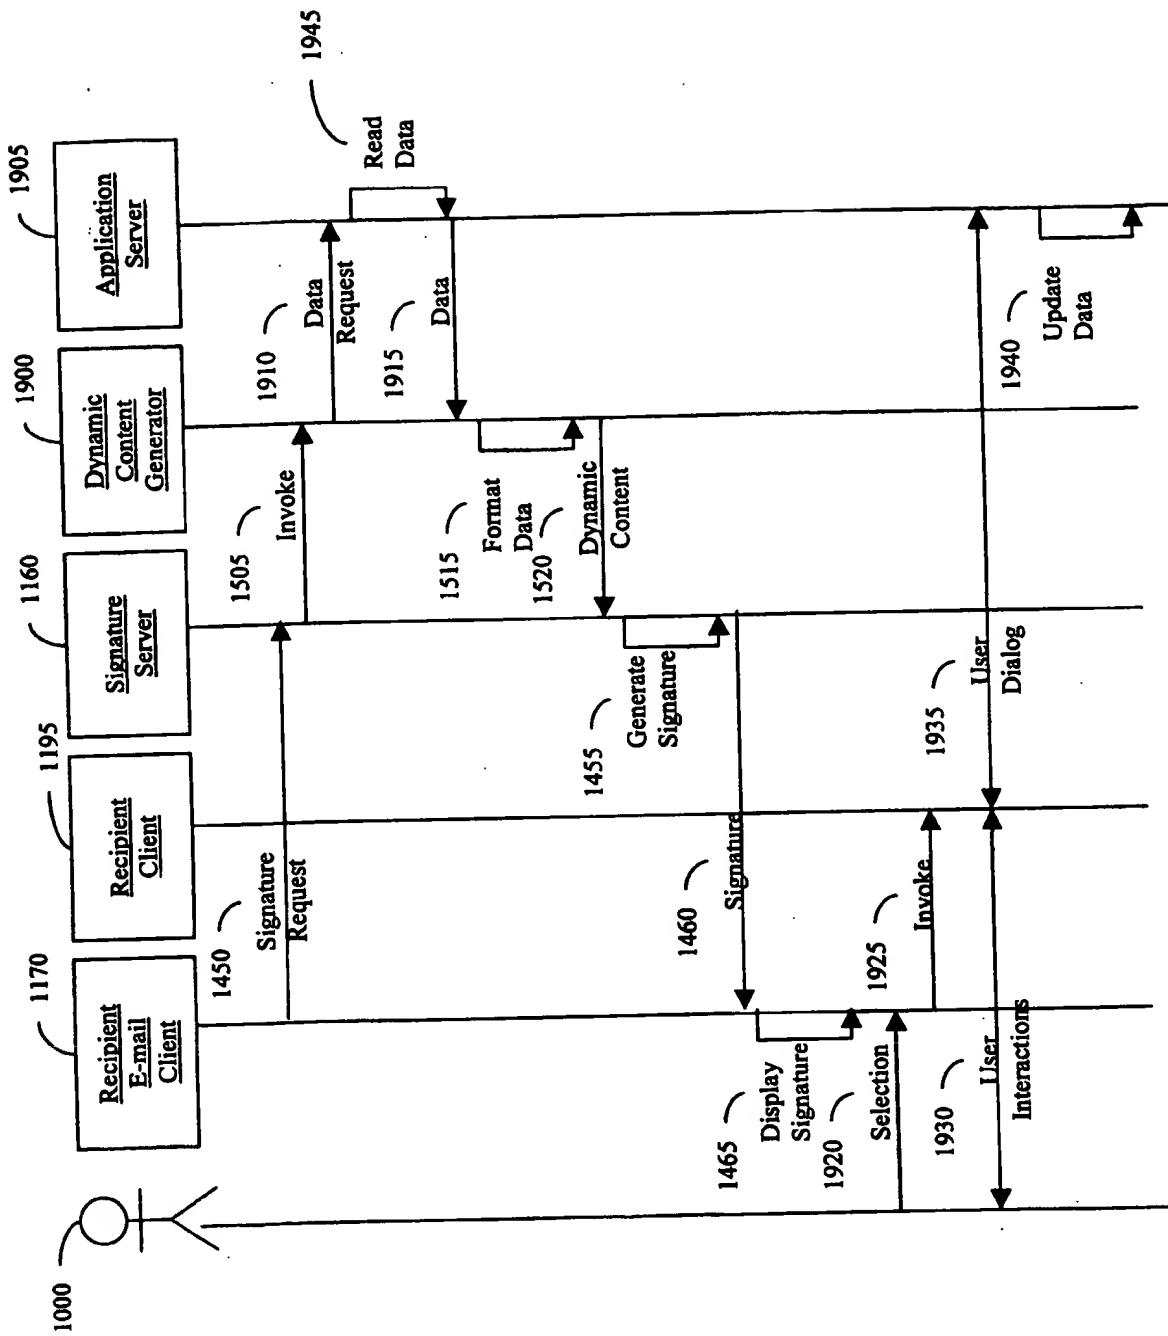 1000
1170
Recipient
E-mail
Client
1195
Recipient
Client
1160
Signature
Server
1900
Dynamic
Content
Generator
1905
Application
Server
1450
Signature
Request
1505
Invoke
1910
Data
Request
1945
Read
Data
1915
Data
1515
Format
Data
1520
Dynamic
Content
1455
Generate
Signature
1460
Signature
1465
Display
Signature
1920
Selection
1925
Invoke
1930
User
Interactions
1935
User
Dialog
1940
Update
Data